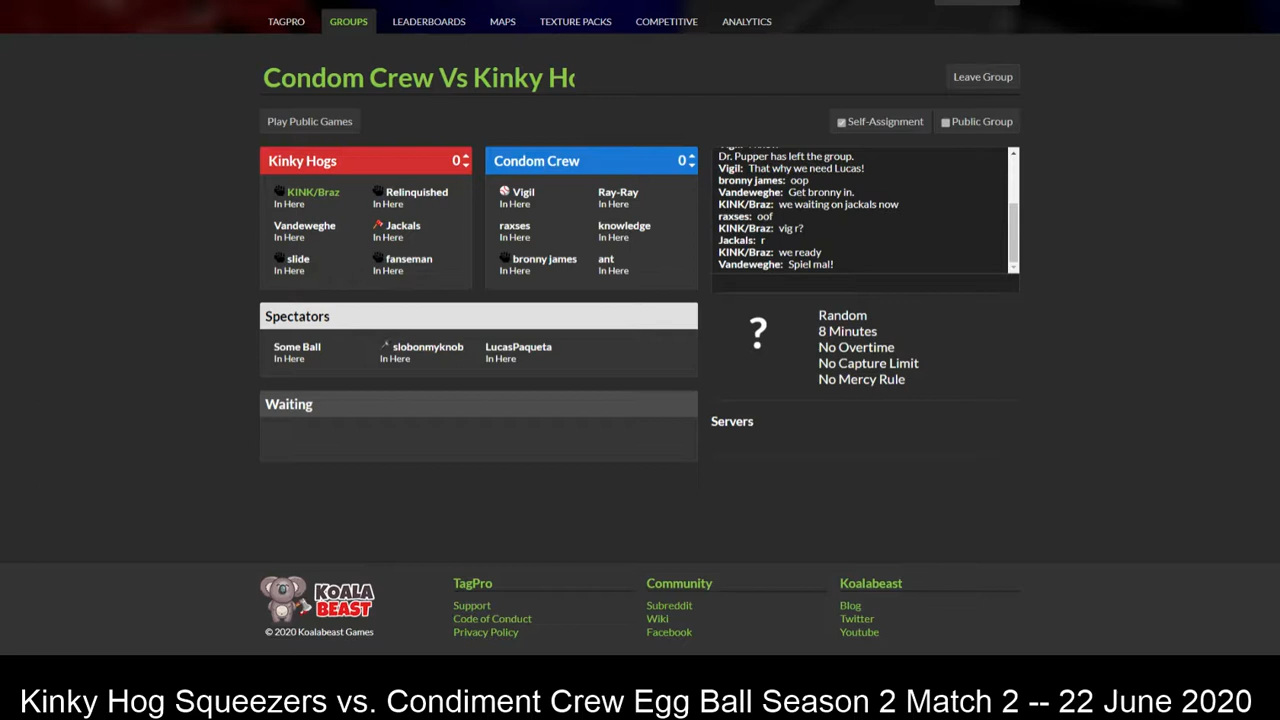 TAGPRO GROUPS LEADERBOARDS MAPS TEXTURE PACKS COMPETITIVE ANALYTICS
Condom Crew Vs Kinky Ho
Leave Group
Play Public Games
Self-Assignment
Public Group
Kinky Hogs 0
KINK/Braz Relinquished
In Here In Here
Vandeweghe Jackals
In Here In Here
slide fanseman
In Here In Here
Condom Crew 0
Vigil Ray-Ray
In Here In Here
raxses knowledge
In Here In Here
bronny james ant
In Here In Here
Dr. Pupper has left the group.
Vigil: That why we need Lucas!
bronny james: oop
Vandeweghe: Get bronny in.
KINK/Braz: we waiting on jackals now
raxses: oof
KINK/Braz: vig r?
Jackals: r
KINK/Braz: we ready
Vandeweghe: Spiel mal!
Spectators
Some Ball slobonmyknob LucasPaqueta
In Here In Here In Here
?
Random
8 Minutes
No Overtime
No Capture Limit
No Mercy Rule
Waiting
Servers
KOALA
BEAST
© 2020 Koalabeast Games
TagPro
Support
Code of Conduct
Privacy Policy
Community
Subreddit
Wiki
Facebook
Koalabeast
Blog
Twitter
Youtube
Kinky Hog Squeezers vs. Condiment Crew Egg Ball Season 2 Match 2 -- 22 June 2020